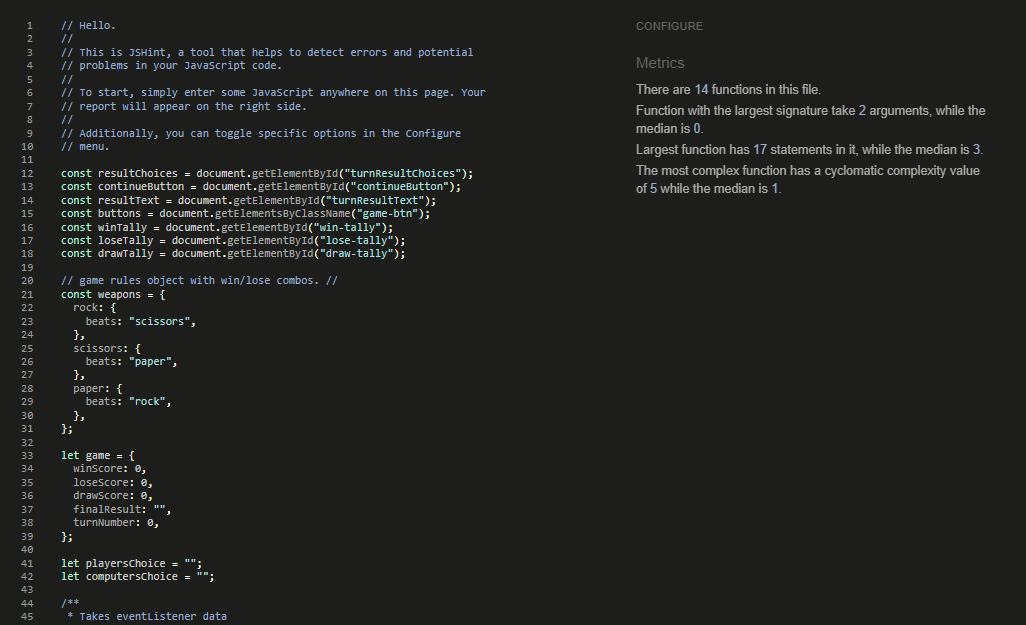 1 // Hello.
2 //
3 // This is JSHint, a tool that helps to detect errors and potential
4 // problems in your JavaScript code.
5 //
6 // To start, simply enter some JavaScript anywhere on this page. Your
7 // report will appear on the right side.
8 //
9 // Additionally, you can toggle specific options in the Configure
10 // menu.
11
12 const resultChoices = document.getElementById("turnResultChoices");
13 const continueButton = document.getElementById("continueButton");
14 const resultText = document.getElementById("turnResultText");
15 const buttons = document.getElementsByClassName("game-btn");
16 const winTally = document.getElementById("win-tally");
17 const loseTally = document.getElementById("lose-tally");
18 const drawTally = document.getElementById("draw-tally");
19
20 // game rules object with win/lose combos. //
21 const weapons = {
22 rock: {
23 beats: "scissors",
24 },
25 scissors: {
26 beats: "paper",
27 },
28 paper: {
29 beats: "rock",
30 },
31 };
32
33 let game = {
34 winScore: 0,
35 loseScore: 0,
36 drawScore: 0,
37 finalResult: "",
38 turnNumber: 0,
39 };
40
41 let playersChoice = "";
42 let computersChoice = "";
43
44 /**
45 * Takes eventListener data
CONFIGURE
Metrics
There are 14 functions in this file.
Function with the largest signature take 2 arguments, while the
median is 0.
Largest function has 17 statements in it, while the median is 3.
The most complex function has a cyclomatic complexity value
of 5 while the median is 1.